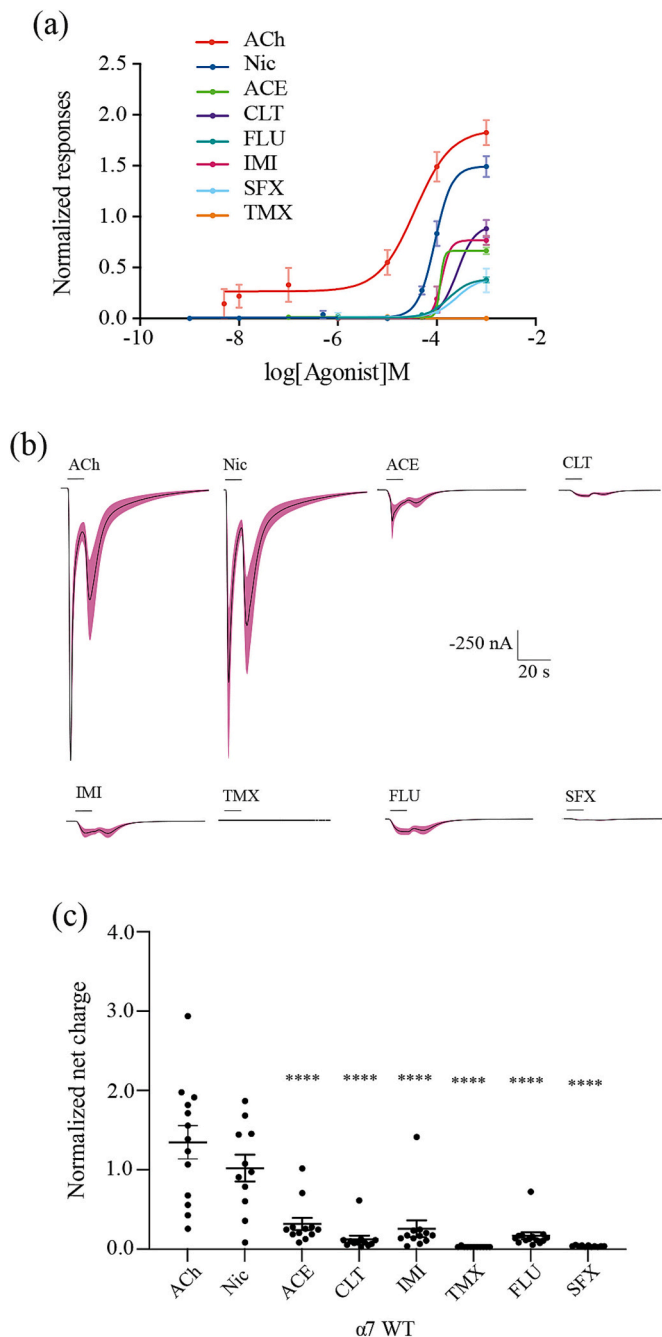 (a)
ACh
Nic
ACE
CLT
FLU
IMI
SFX
TMX
Normalized responses
2.5
2.0
1.5
1.0
0.5
0.0
-10
-8
-6
-4
-2
log[Agonist]M
(b)
ACh
Nic
ACE
CLT
-250 nA
20 s
IMI
TMX
FLU
SFX
(c)
Normalized net charge
4.0
3.0
2.0
1.0
0.0
**** **** **** **** **** ****
ACh
Nic
ACE
CLT
IMI
TMX
FLU
SFX
α7 WT